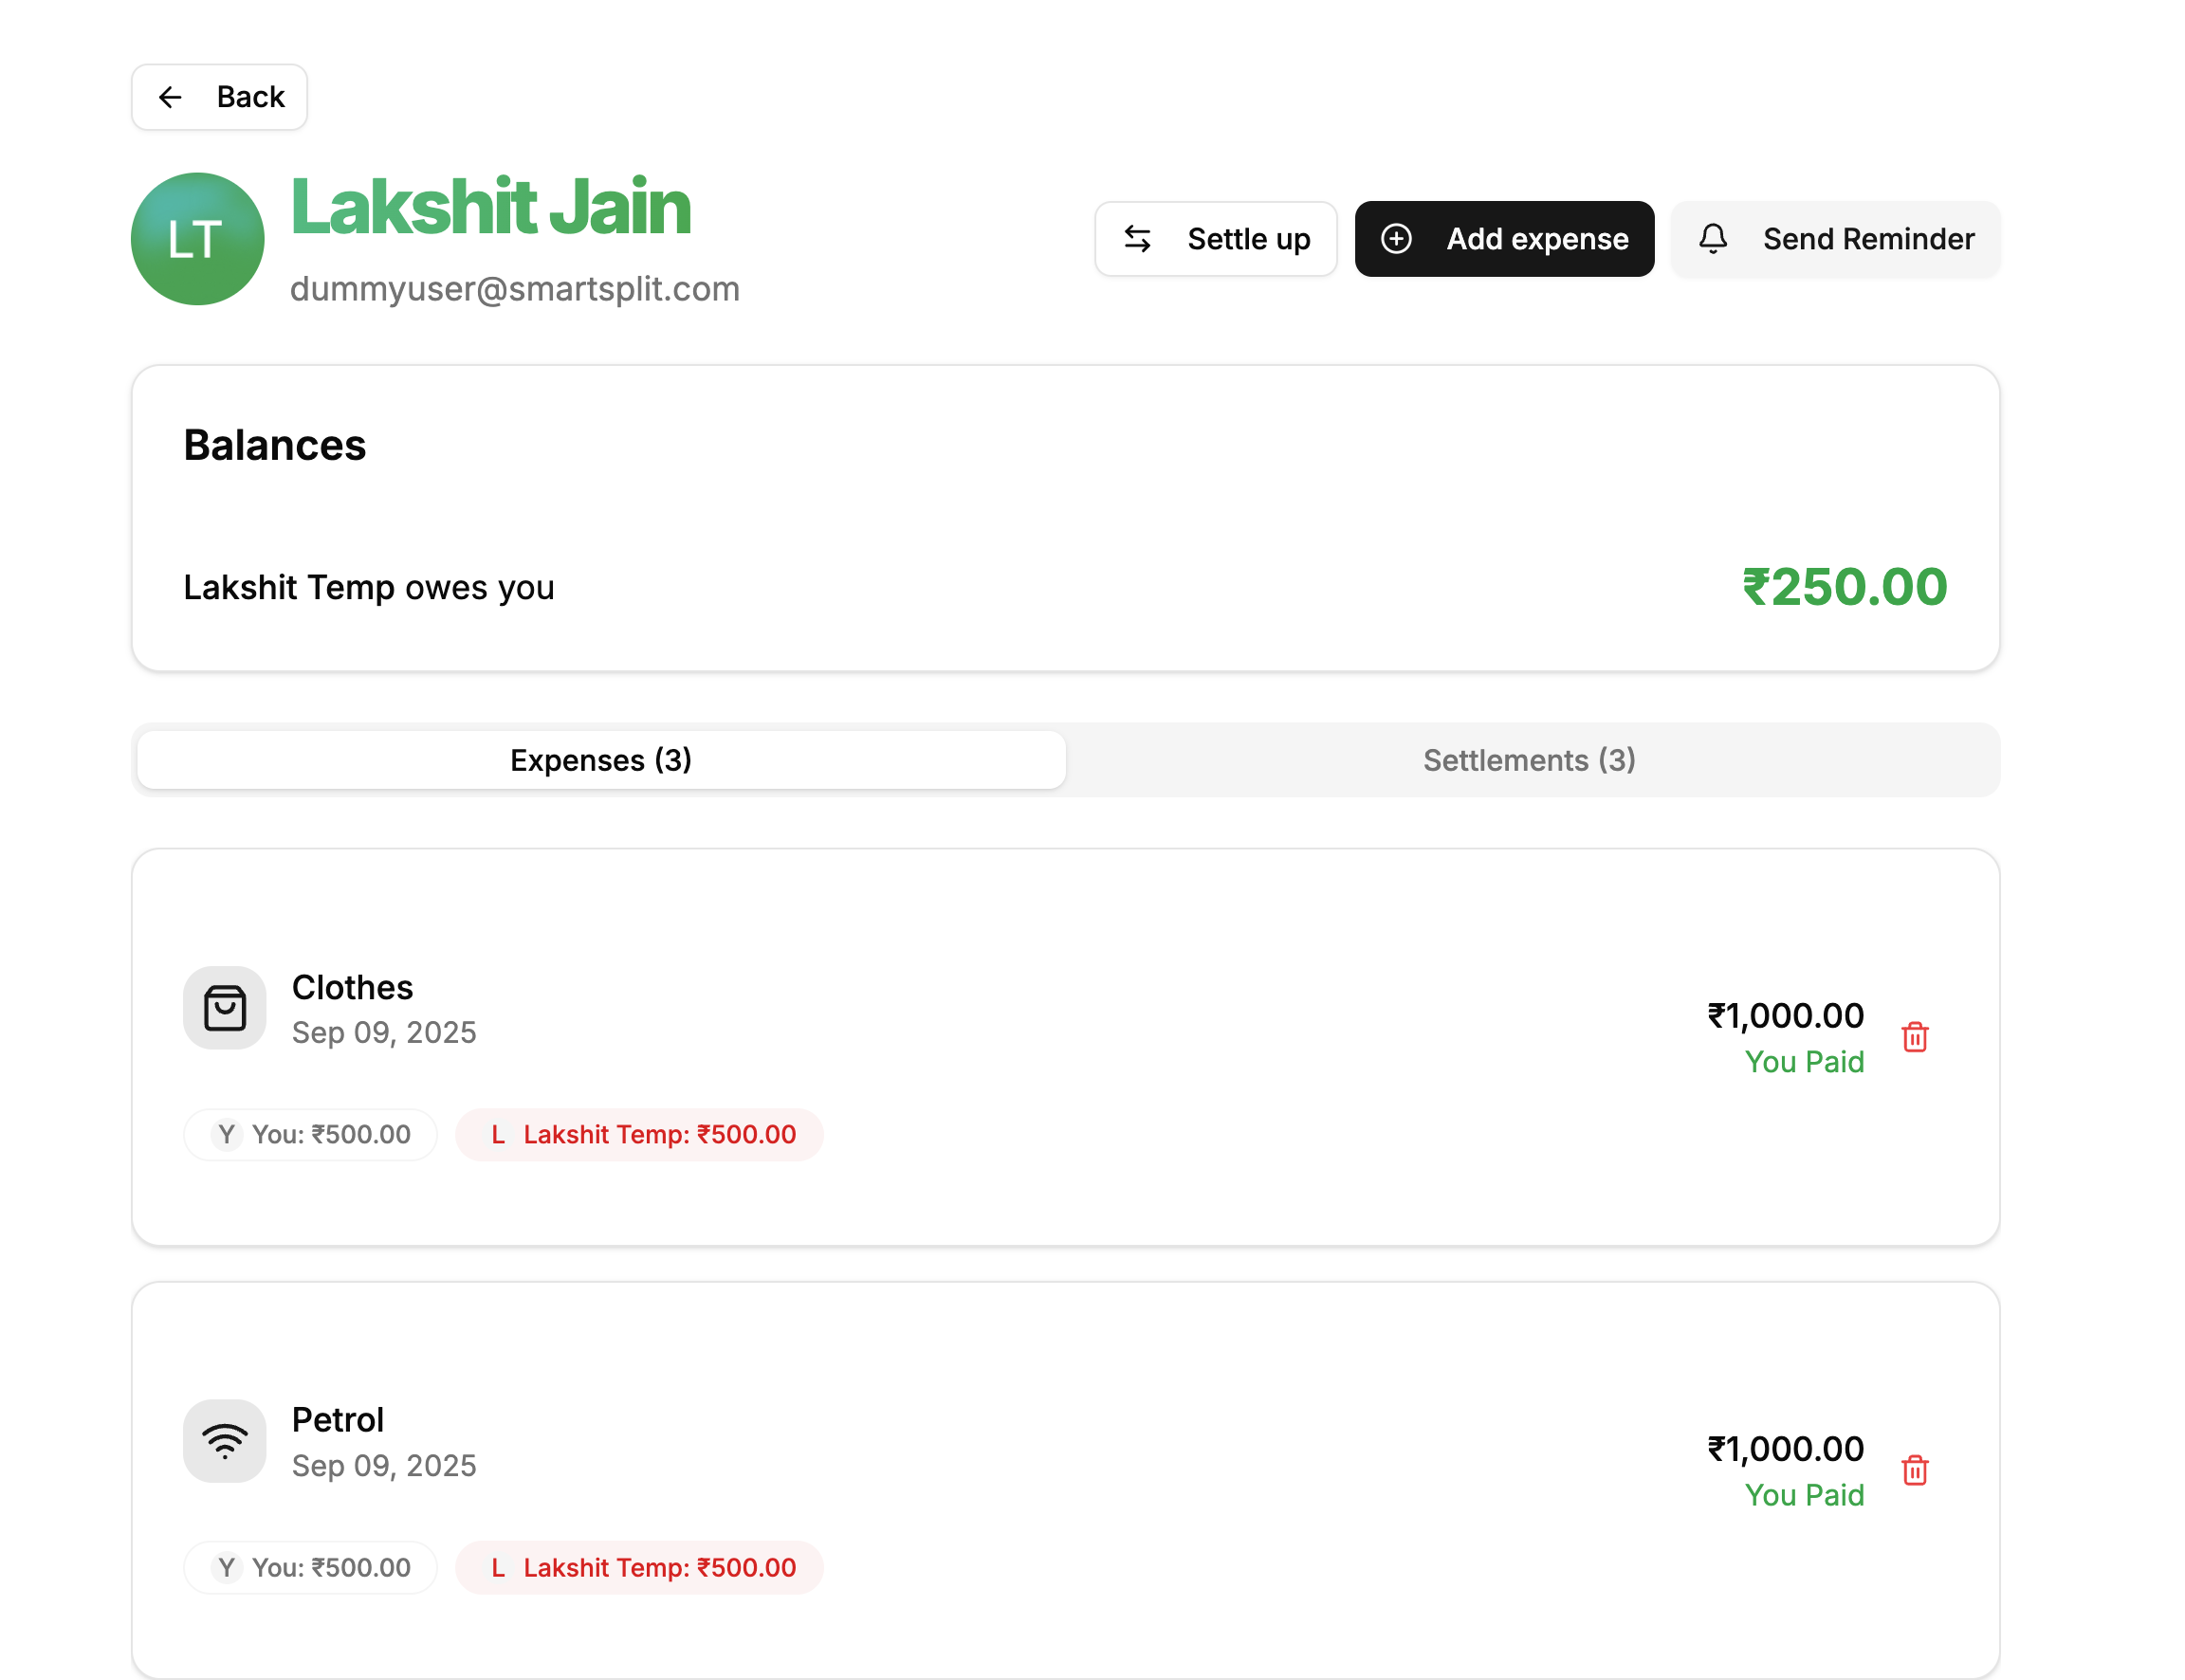 Back
LT
Lakshit Jain
dummyuser@smartsplit.com
Settle up
Add expense
Send Reminder
Balances
Lakshit Temp owes you
₹250.00
Expenses (3)
Settlements (3)
Clothes
Sep 09, 2025
₹1,000.00
You Paid
Y You: ₹500.00
L Lakshit Temp: ₹500.00
Petrol
Sep 09, 2025
₹1,000.00
You Paid
Y You: ₹500.00
L Lakshit Temp: ₹500.00